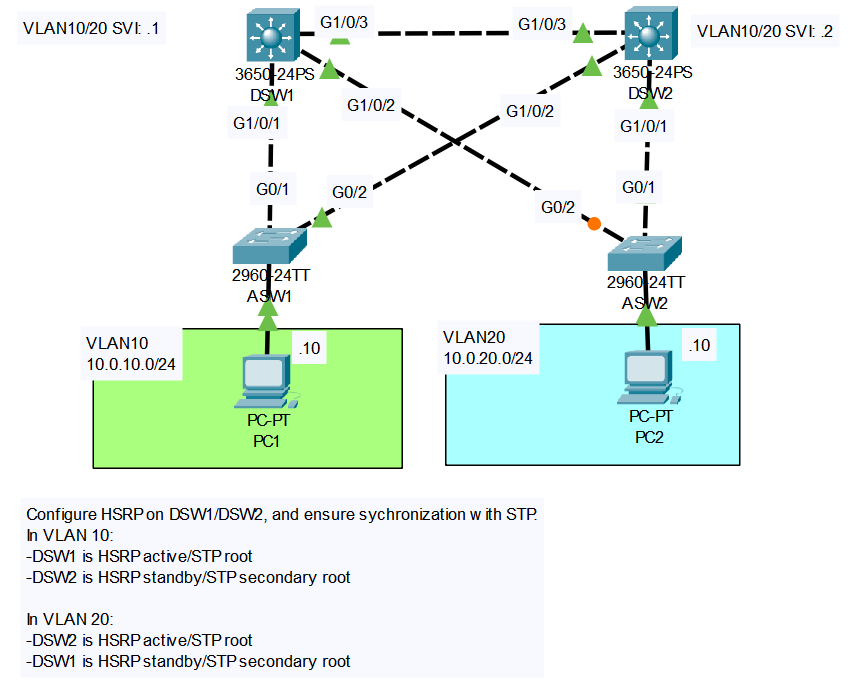 VLAN10/20 SVI: .1
G1/0/3
G1/0/3
VLAN10/20 SVI: .2
3650-24PS
DSW1
3650-24PS
DSW2
G1/0/2
G1/0/2
G1/0/1
G1/0/1
G0/1
G0/2
G0/2
G0/1
2960-24TT
ASW1
2960-24TT
ASW2
VLAN10
10.0.10.0/24
.10
PC-PT
PC1
VLAN20
10.0.20.0/24
.10
PC-PT
PC2
Configure HSRP on DSW1/DSW2, and ensure sychronization with STP.
In VLAN 10:
-DSW1 is HSRP active/STP root
-DSW2 is HSRP standby/STP secondary root
In VLAN 20:
-DSW2 is HSRP active/STP root
-DSW1 is HSRP standby/STP secondary root